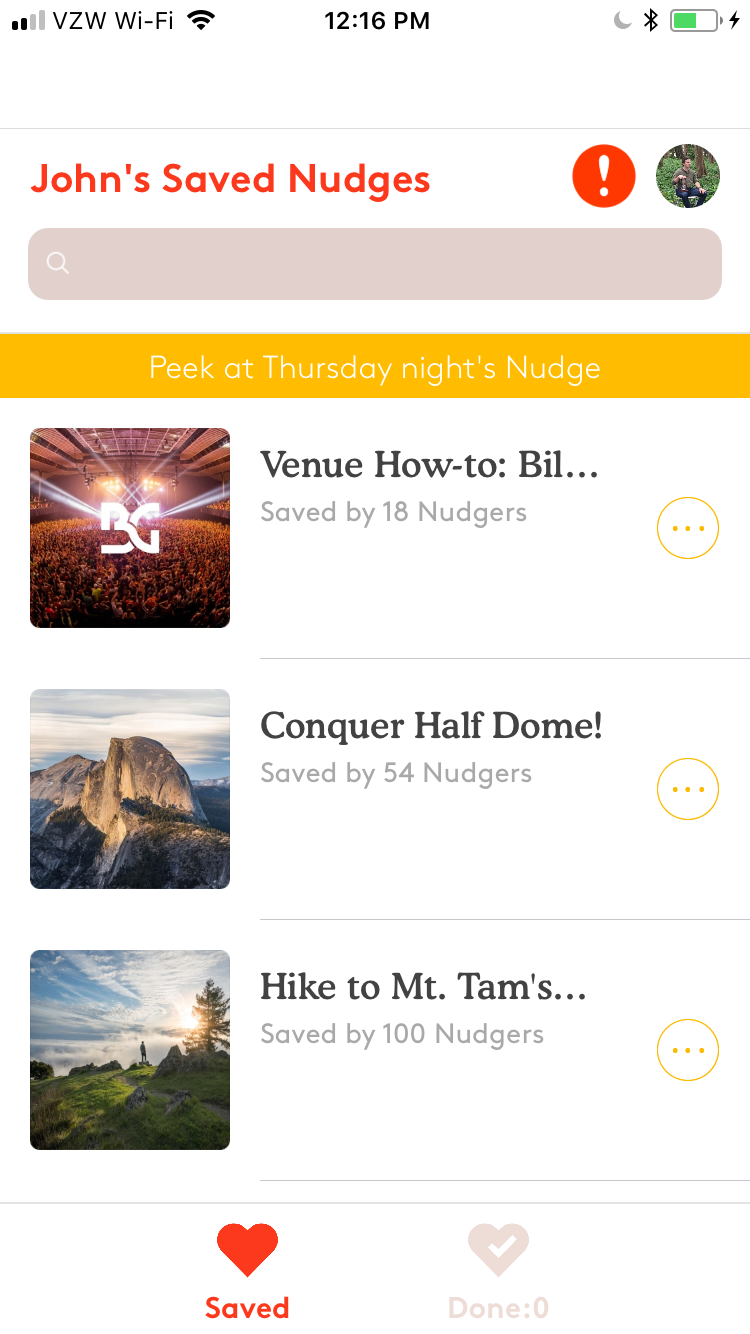 VZW Wi-Fi 12:16 PM
John's Saved Nudges
Peek at Thursday night's Nudge
Venue How-to: Bil...
Saved by 18 Nudgers
BG
Conquer Half Dome!
Saved by 54 Nudgers
Hike to Mt. Tam's...
Saved by 100 Nudgers
Saved
Done:0